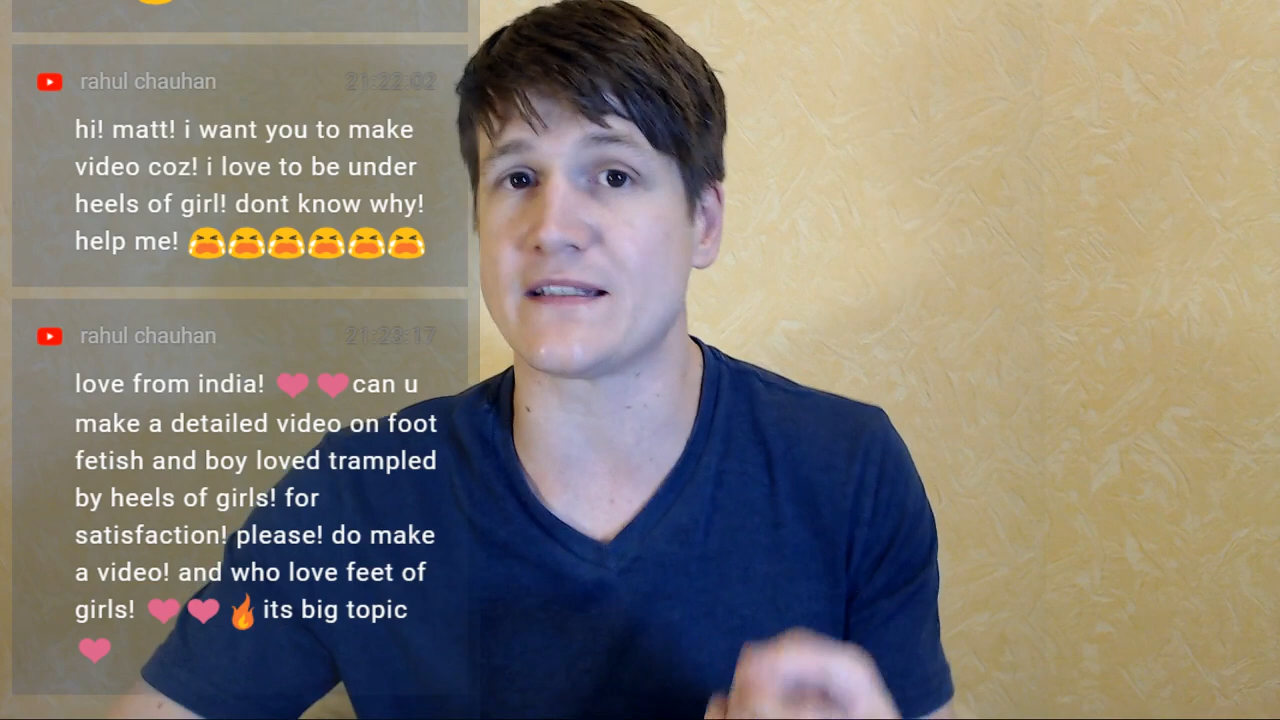 rahul chauhan 21:22:02
hi! matt! i want you to make
video coz! i love to be under
heels of girl! dont know why!
help me! 😭😭😭😭😭😭
rahul chauhan 21:23:17
love from india! ❤❤can u
make a detailed video on foot
fetish and boy loved trampled
by heels of girls! for
satisfaction! please! do make
a video! and who love feet of
girls! ❤❤🔥its big topic
❤